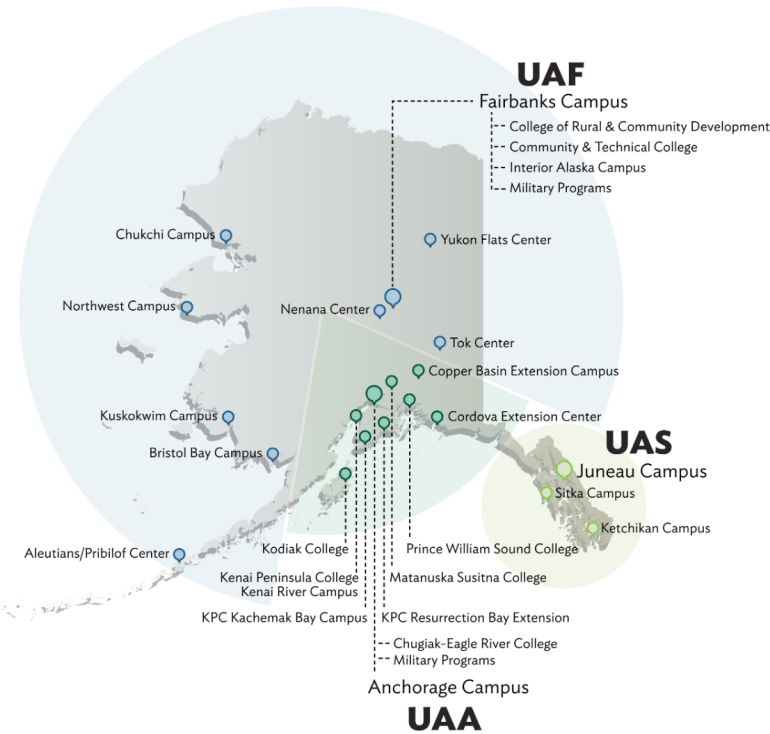 UAF
Fairbanks Campus
College of Rural & Community Development
Community & Technical College
Interior Alaska Campus
Military Programs
Chukchi Campus
Yukon Flats Center
Northwest Campus
Nenana Center
Tok Center
Copper Basin Extension Campus
Kuskokwim Campus
Cordova Extension Center
UAS
Bristol Bay Campus
Juneau Campus
Sitka Campus
Ketchikan Campus
Aleutians/Pribilof Center
Kodiak College
Prince William Sound College
Kenai Peninsula College
Kenai River Campus
Matanuska Susitna College
KPC Kachemak Bay Campus
KPC Resurrection Bay Extension
Chugiak-Eagle River College
Military Programs
Anchorage Campus
UAA